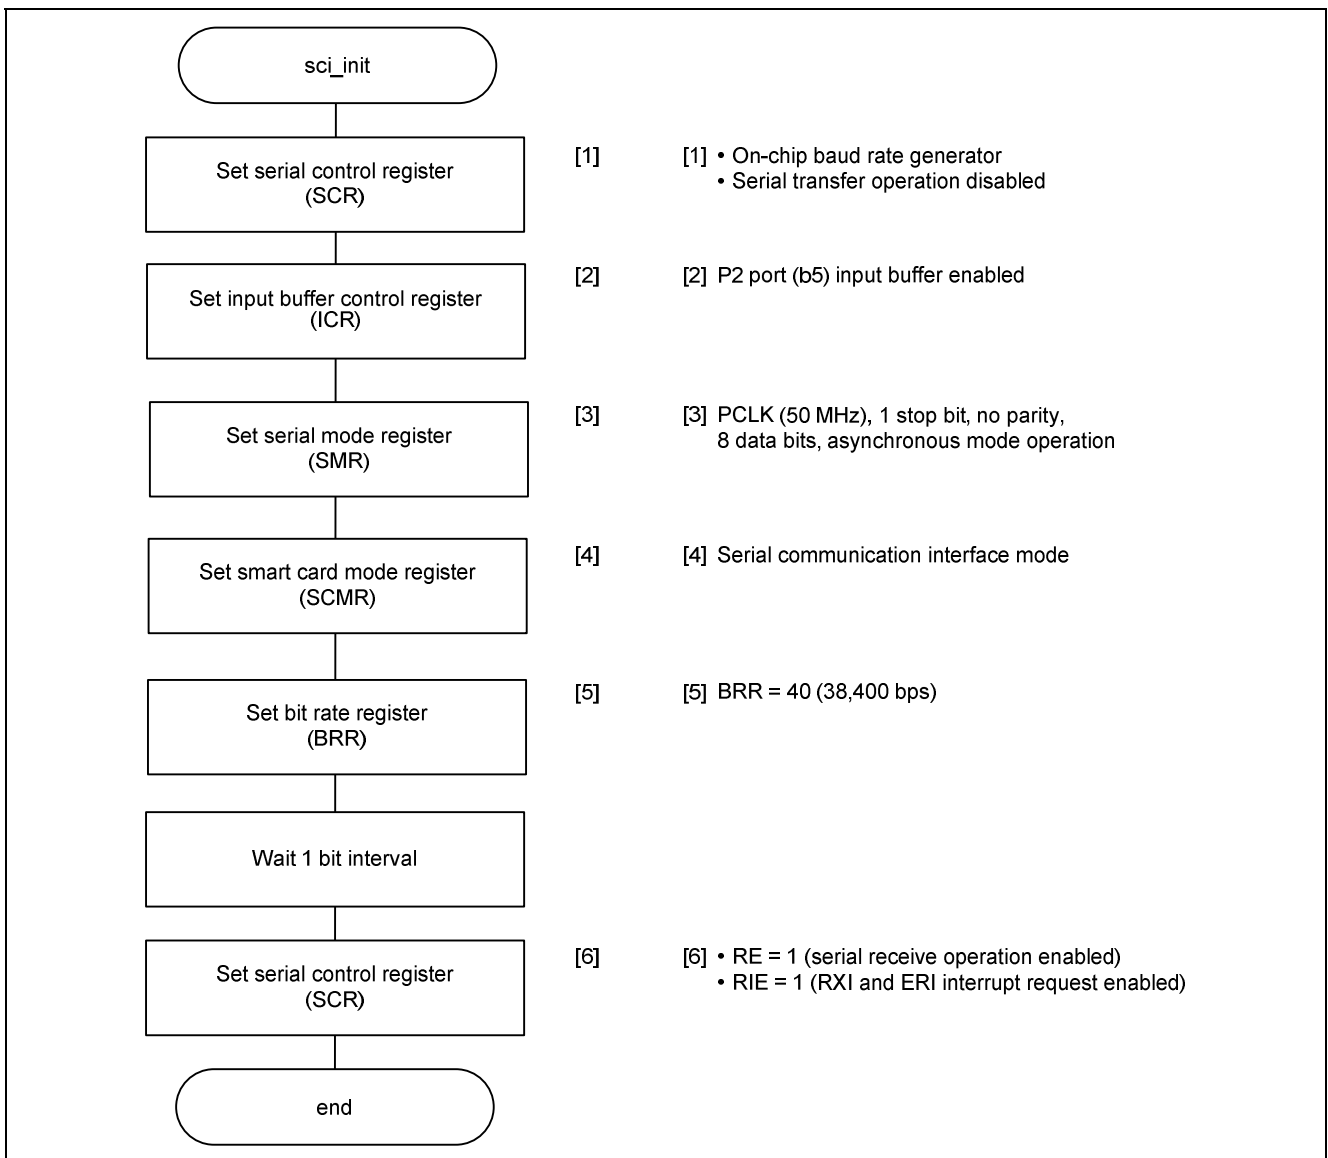 sci_init
Set serial control register
(SCR)
[1]
[1] • On-chip baud rate generator
• Serial transfer operation disabled
Set input buffer control register
(ICR)
[2]
[2] P2 port (b5) input buffer enabled
Set serial mode register
(SMR)
[3]
[3] PCLK (50 MHz), 1 stop bit, no parity,
8 data bits, asynchronous mode operation
Set smart card mode register
(SCMR)
[4]
[4] Serial communication interface mode
Set bit rate register
(BRR)
[5]
[5] BRR = 40 (38,400 bps)
Wait 1 bit interval
Set serial control register
(SCR)
[6]
[6] • RE = 1 (serial receive operation enabled)
• RIE = 1 (RXI and ERI interrupt request enabled)
end